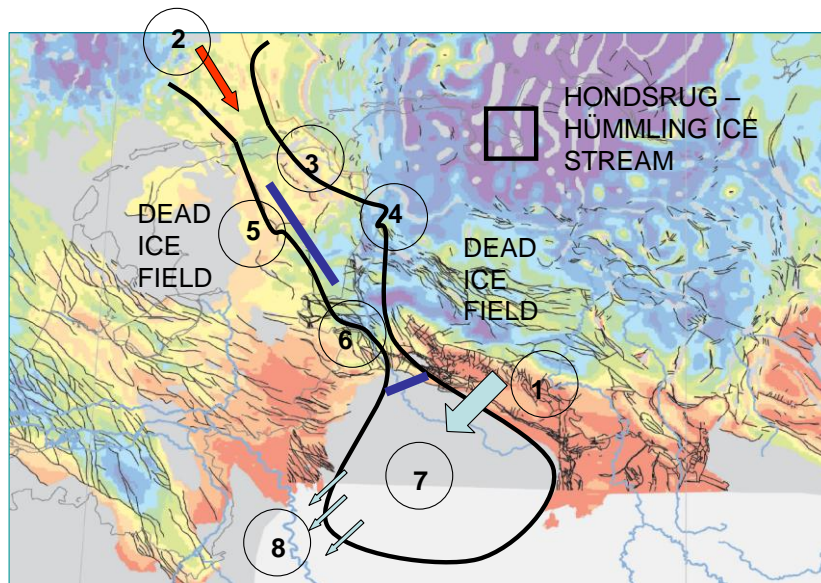 2
HONDSRUG –
HÜMMLING ICE
STREAM
3
DEAD
ICE
FIELD
5
4
DEAD
ICE
FIELD
6
1
7
8